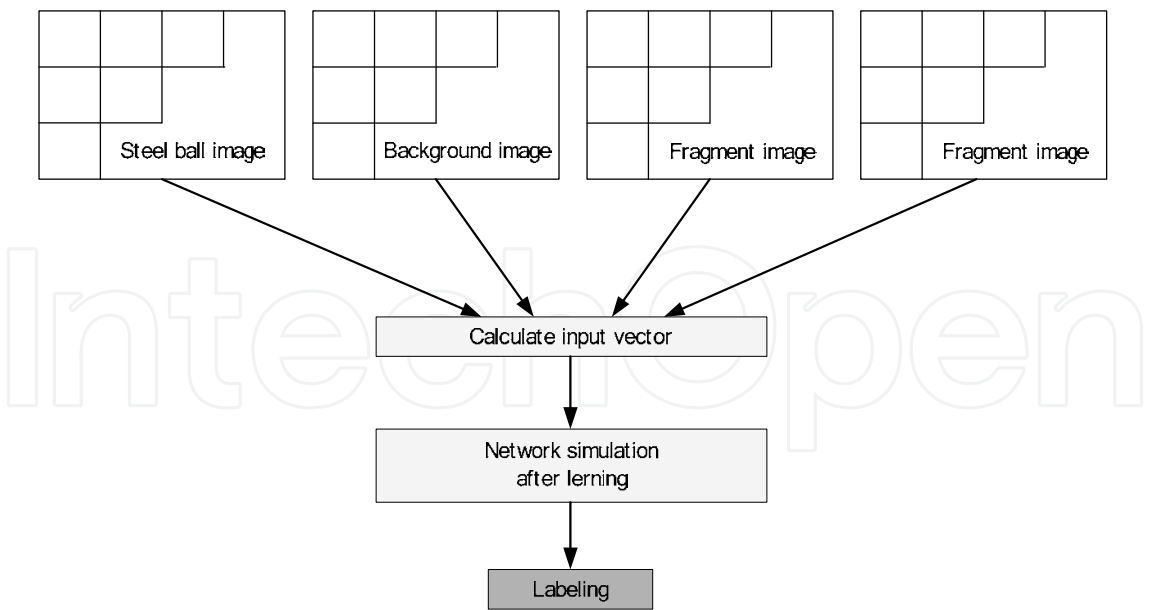 Steel ball image
Background image
Fragment image
Fragment image
IntechOpen
Calculate input vector
Network simulation
after lerning
Labeling